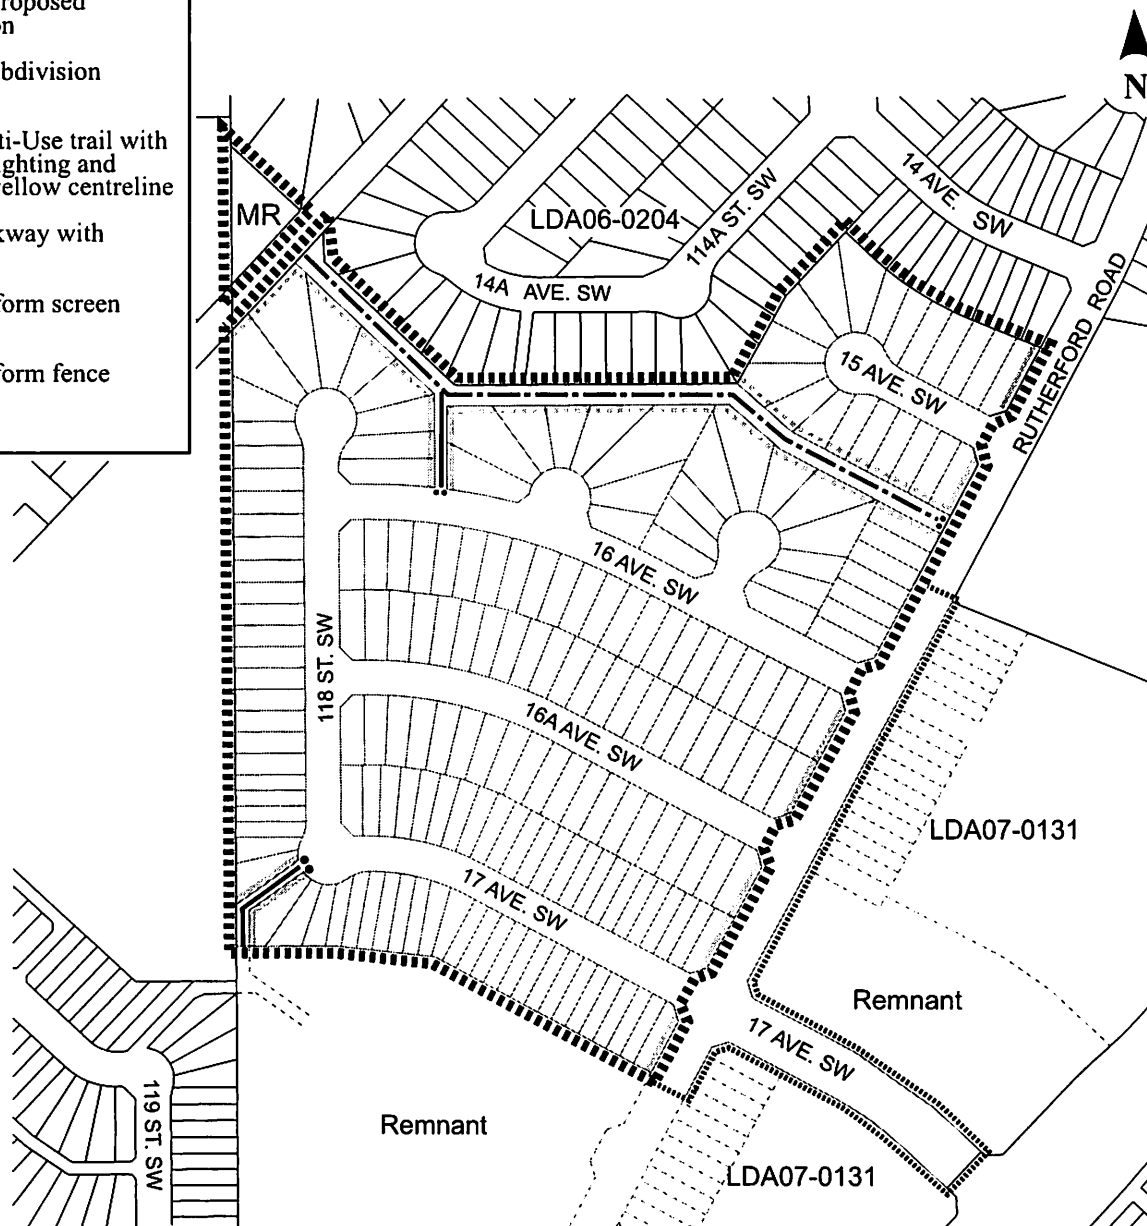 on
bdivision
ti-Use trail with
ghting and
ellow centreline
kway with
form screen
form fence
N
MR
LDA06-0204
114A ST. SW
14 AVE. SW
14A AVE. SW
15 AVE. SW
RUTHERFORD ROAD
16 AVE. SW
118 ST. SW
16A AVE. SW
LDA07-0131
17 AVE. SW
Remnant
17 AVE. SW
119 ST. SW
Remnant
LDA07-0131